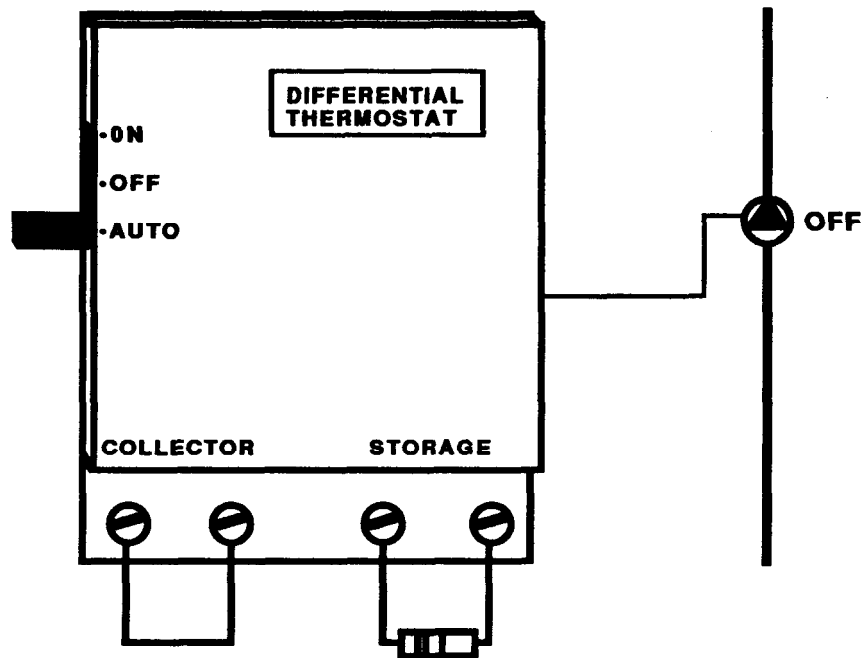 DIFFERENTIAL
THERMOSTAT
•ON
•OFF
•AUTO
OFF
COLLECTOR STORAGE